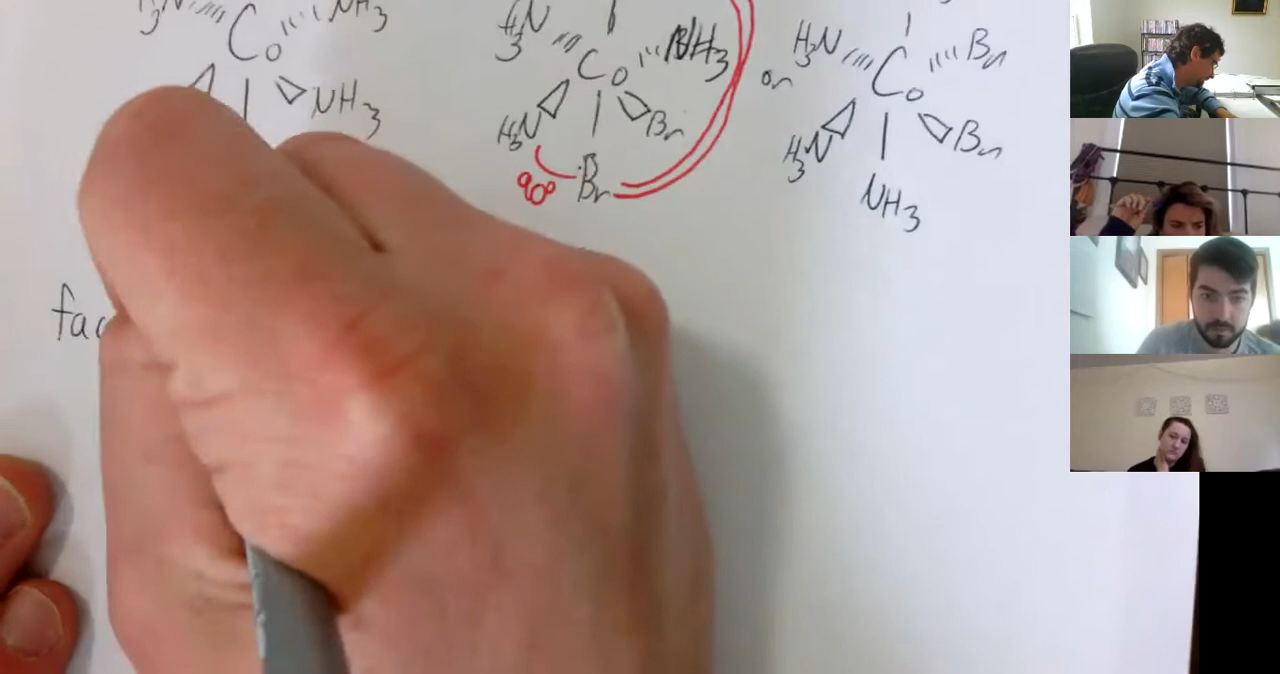 H₃N Co NH₃
NH₃
H₃N Co NH₃
H₃N Br
Br
90°
or
H₃N Co Br
H₃N Br
NH₃
fac